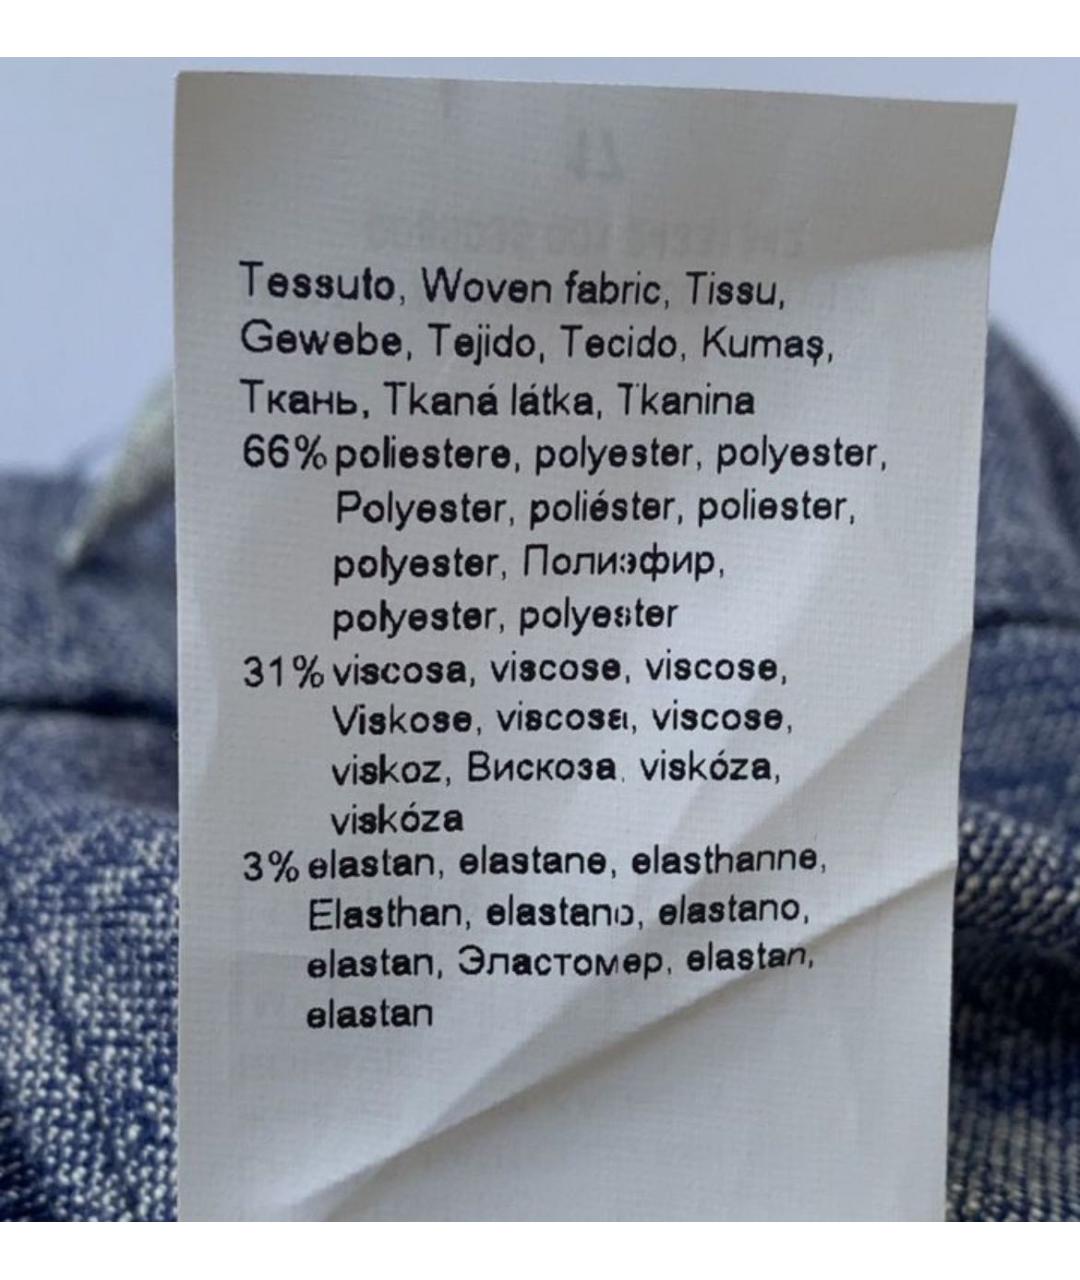 Tessuto, Woven fabric, Tissu,
Gewebe, Tejido, Tecido, Kumaş,
Ткань, Tkaná látka, Tkanina
66% poliestere, polyester, polyester,
Polyester, poliéster, poliester,
polyester, Полиэфир,
polyester, polyester
31% viscosa, viscose, viscose,
Viskose, viscosa, viscose,
viskoz, Вискоза, viskóza,
viskóza
3% elastan, elastane, elasthanne,
Elasthan, elastano, elastano,
elastan, Эластомер, elastan,
elastan